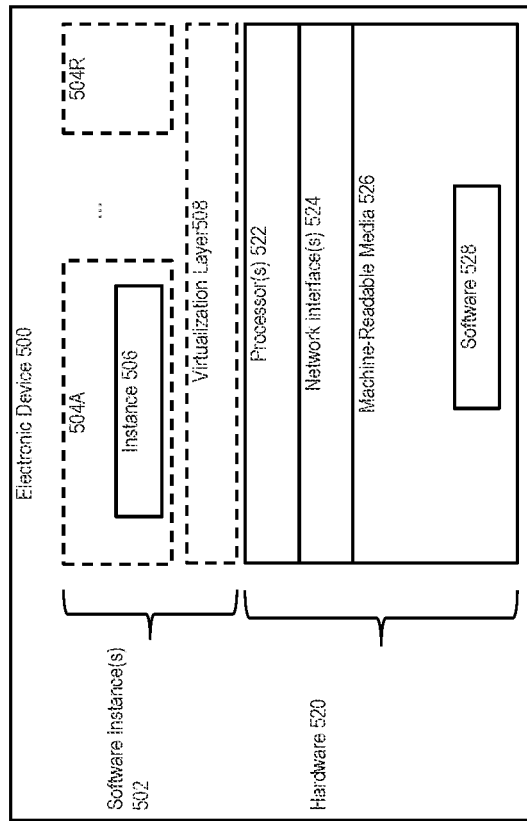 Electronic Device 500
Software Instance(s)
502
504A
...
504R
Instance 506
Virtualization Layer508
Hardware 520
Processor(s) 522
Network interface(s) 524
Machine-Readable Media 526
Software 528